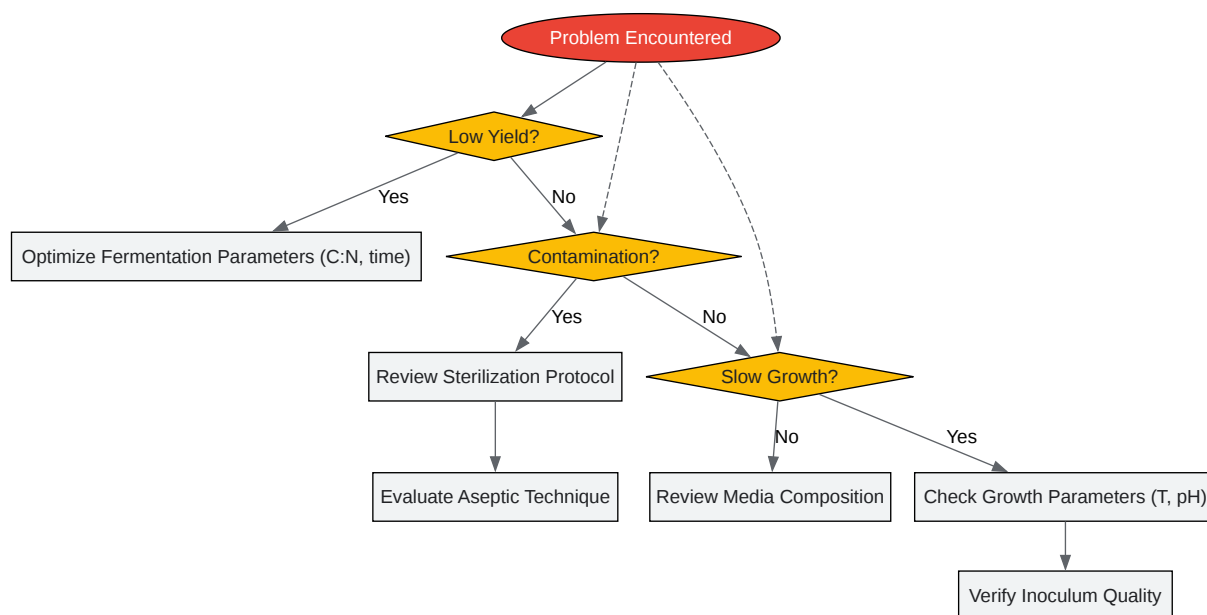 Problem Encountered
Low Yield?
Yes
No
Optimize Fermentation Parameters (C:N, time)
Contamination?
Yes
No
Review Sterilization Protocol
Slow Growth?
No
Yes
Evaluate Aseptic Technique
Review Media Composition
Check Growth Parameters (T, pH)
Verify Inoculum Quality